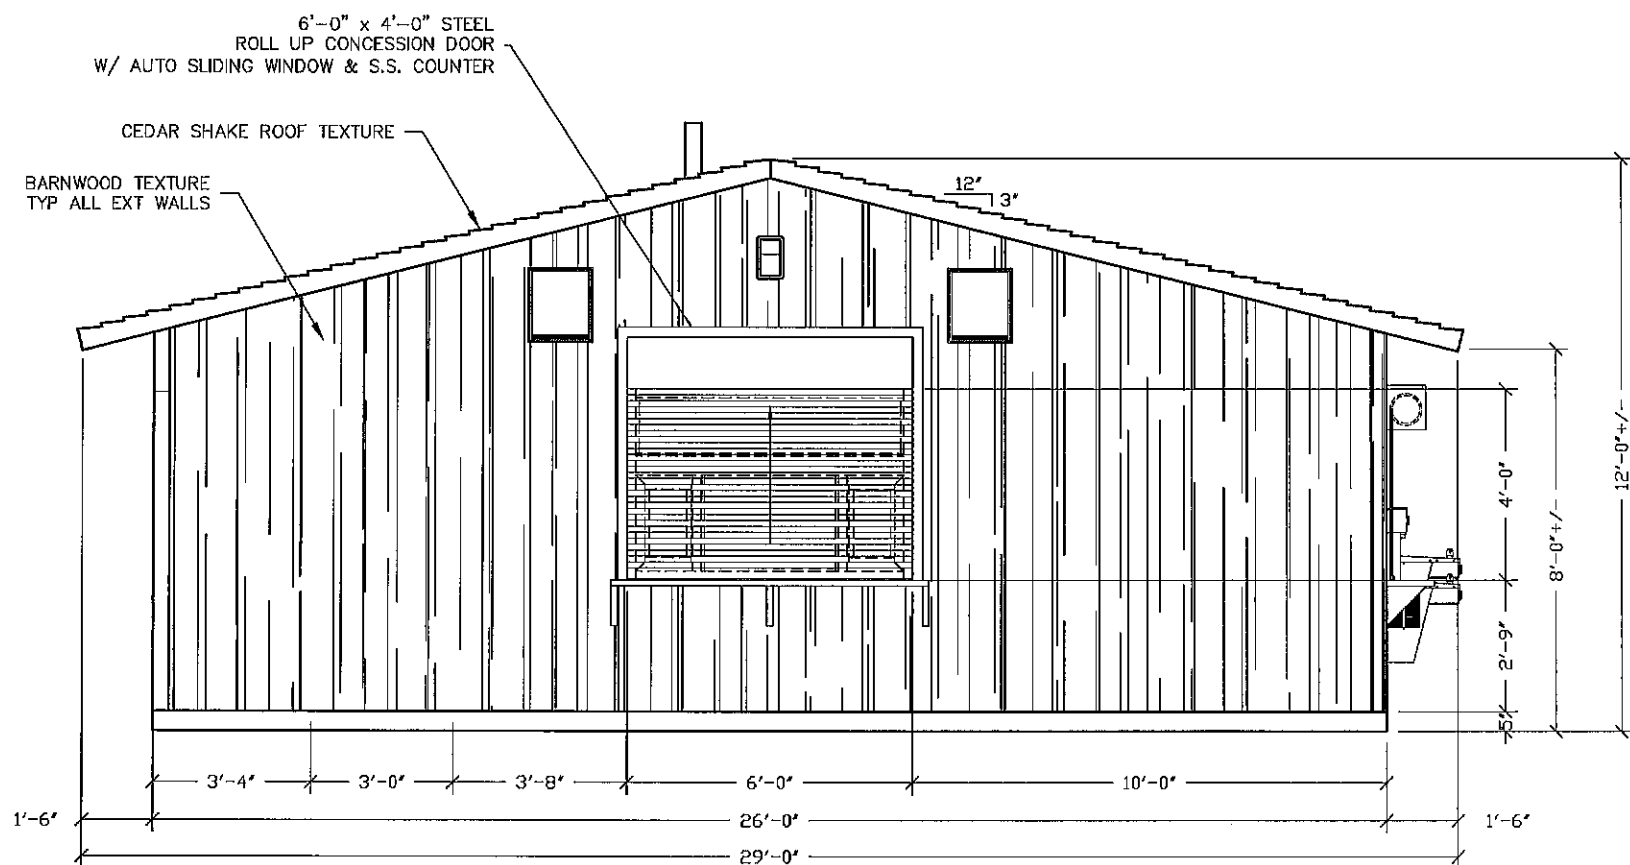 6'-0" x 4'-0" STEEL
ROLL UP CONCESSION DOOR
W/ AUTO SLIDING WINDOW & S.S. COUNTER
CEDAR SHAKE ROOF TEXTURE
BARNWOOD TEXTURE
TYP ALL EXT WALLS
12"
3"
4'-0"
2'-9"
5"
8'-0"+/-
12'-0"+/-
3'-4"
3'-0"
3'-8"
6'-0"
10'-0"
1'-6"
26'-0"
1'-6"
29'-0"